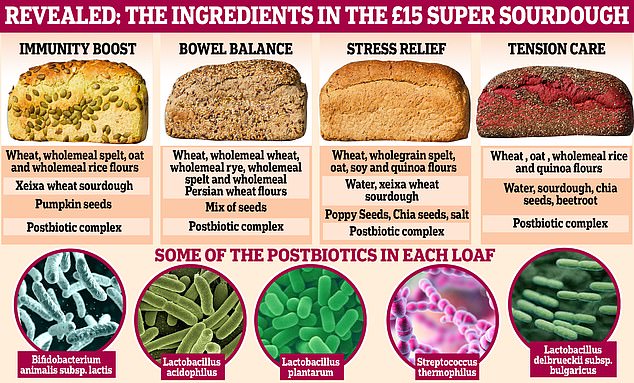 REVEALED: THE INGREDIENTS IN THE £15 SUPER SOURDOUGH
IMMUNITY BOOST
Wheat, wholemeal spelt, oat
and wholemeal rice flours
Xeixa wheat sourdough
Pumpkin seeds
Postbiotic complex
BOWEL BALANCE
Wheat, wholemeal wheat,
wholemeal rye, wholemeal
spelt and wholemeal
Persian wheat flours
Mix of seeds
Postbiotic complex
STRESS RELIEF
Wheat, wholegrain spelt,
oat, soy and quinoa flours
Water, xeixa wheat
sourdough
Poppy Seeds, Chia seeds, salt
Postbiotic complex
TENSION CARE
Wheat , oat , wholemeal rice
and quinoa flours
Water, sourdough, chia
seeds, beetroot
Postbiotic complex
SOME OF THE POSTBIOTICS IN EACH LOAF
Bifidobacterium
animalis subsp. lactis
Lactobacillus
acidophilus
Lactobacillus
plantarum
Streptococcus
thermophilus
Lactobacillus
delbrueckii subsp.
bulgaricus